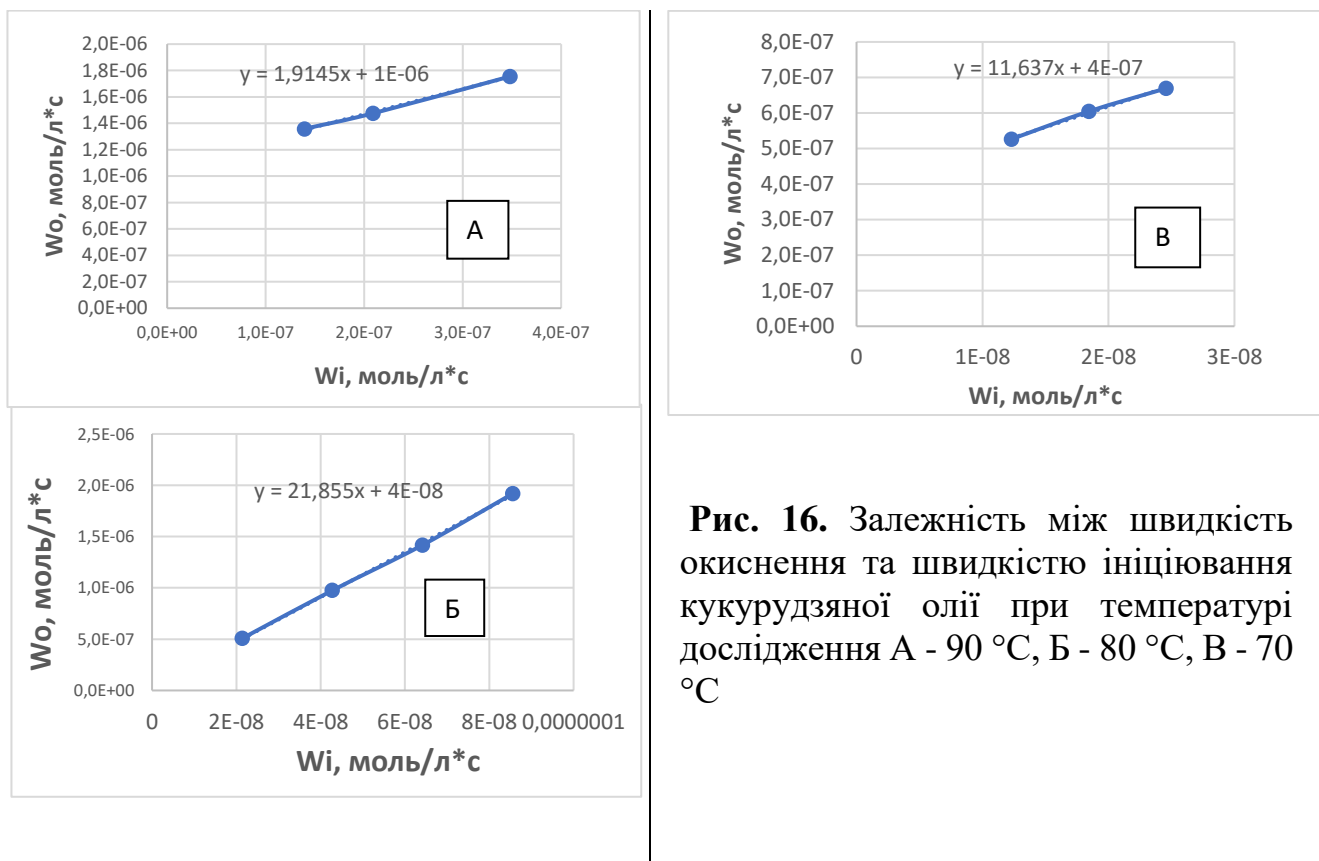 2,0E-06
1,8E-06
1,6E-06
1,4E-06
1,2E-06
1,0E-06
8,0E-07
6,0E-07
4,0E-07
2,0E-07
0,0E+00
Wo, моль/л*с
y = 1,9145x + 1E-06
А
0,0E+00 1,0E-07 2,0E-07 3,0E-07 4,0E-07
Wi, моль/л*с
8,0E-07
7,0E-07
6,0E-07
5,0E-07
4,0E-07
3,0E-07
2,0E-07
1,0E-07
0,0E+00
Wo, моль/л*с
y = 11,637x + 4E-07
В
0 1E-08 2E-08 3E-08
Wi, моль/л*с
2,5E-06
2,0E-06
1,5E-06
1,0E-06
5,0E-07
0,0E+00
Wo, моль/л*с
y = 21,855x + 4E-08
Б
0 2E-08 4E-08 6E-08 8E-08 0,0000001
Wi, моль/л*с
Рис. 16. Залежність між швидкість
окиснення та швидкістю ініціювання
кукурудзяної олії при температурі
дослідження А - 90 °С, Б - 80 °С, В - 70
°С